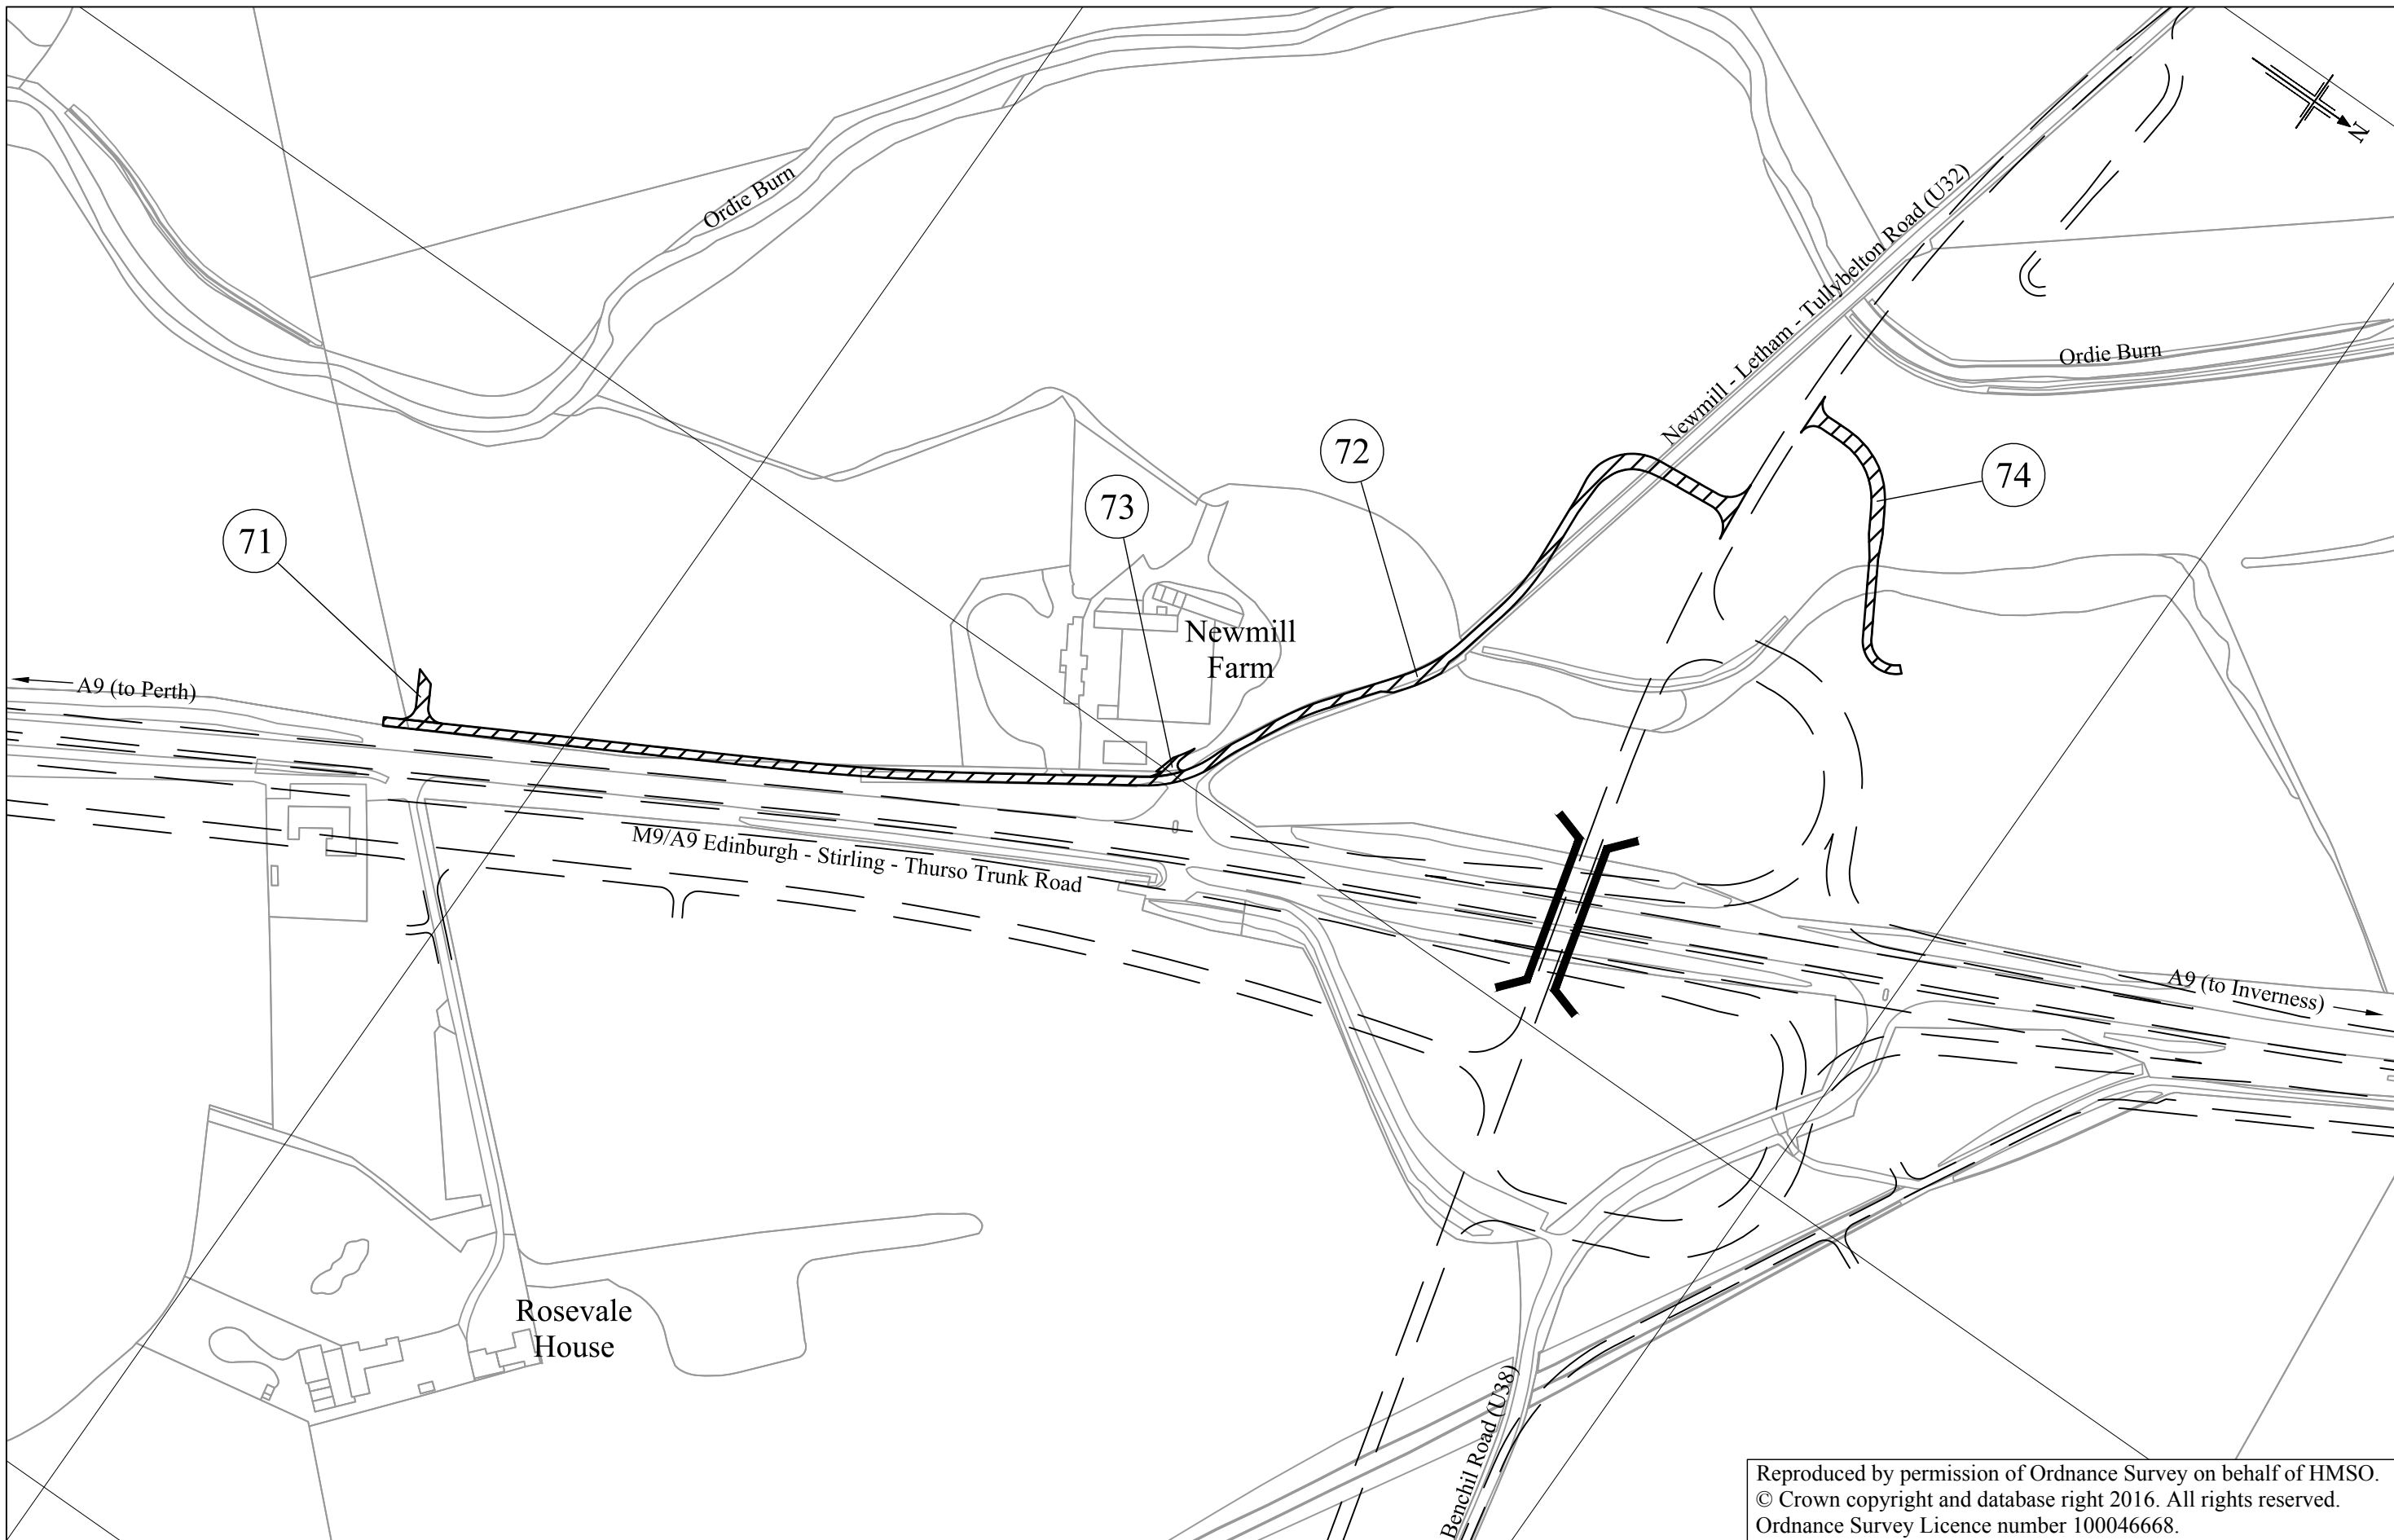 N
Ordie Burn
Newmill - Letham - Tullybelton Road (U32)
Ordie Burn
72
74
73
71
Newmill
Farm
A9 (to Perth)
M9/A9 Edinburgh - Stirling - Thurso Trunk Road
A9 (to Inverness)
Rosevale
House
Benchil Road (U38)
Reproduced by permission of Ordnance Survey on behalf of HMSO.
© Crown copyright and database right 2016. All rights reserved.
Ordnance Survey Licence number 100046668.